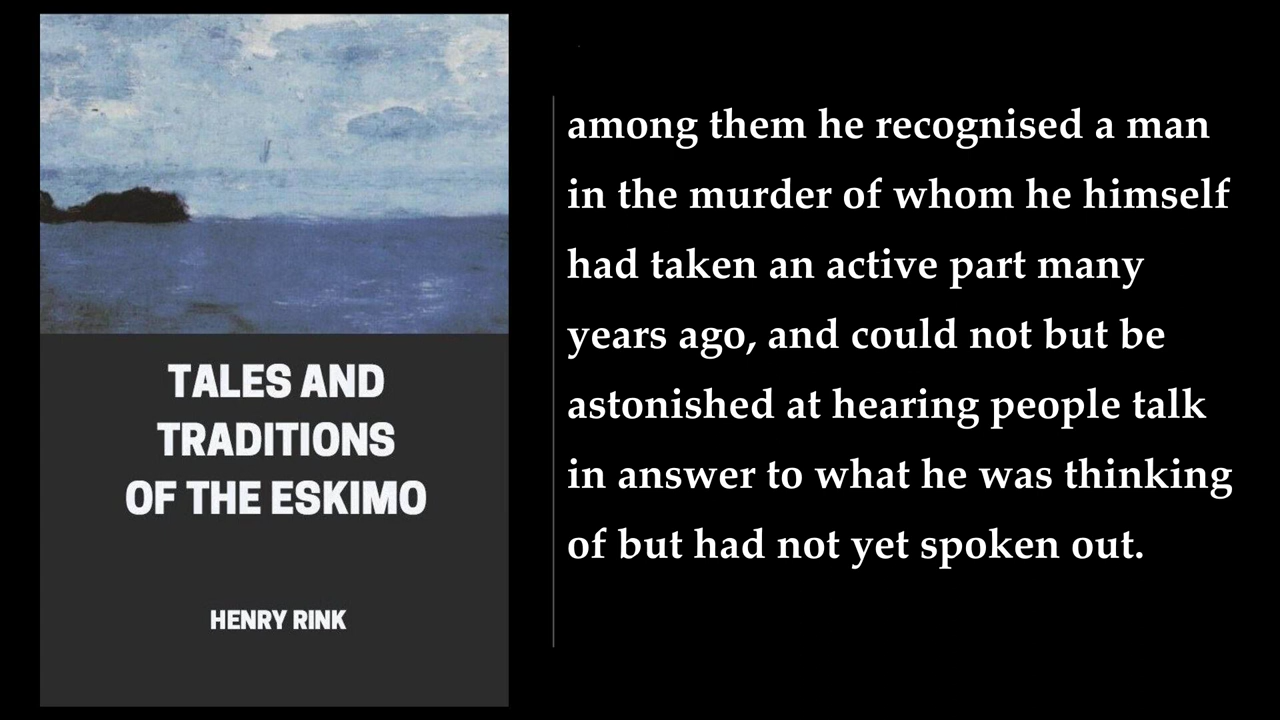 TALES AND
TRADITIONS
OF THE ESKIMO
HENRY RINK
among them he recognised a man
in the murder of whom he himself
had taken an active part many
years ago, and could not but be
astonished at hearing people talk
in answer to what he was thinking
of but had not yet spoken out.